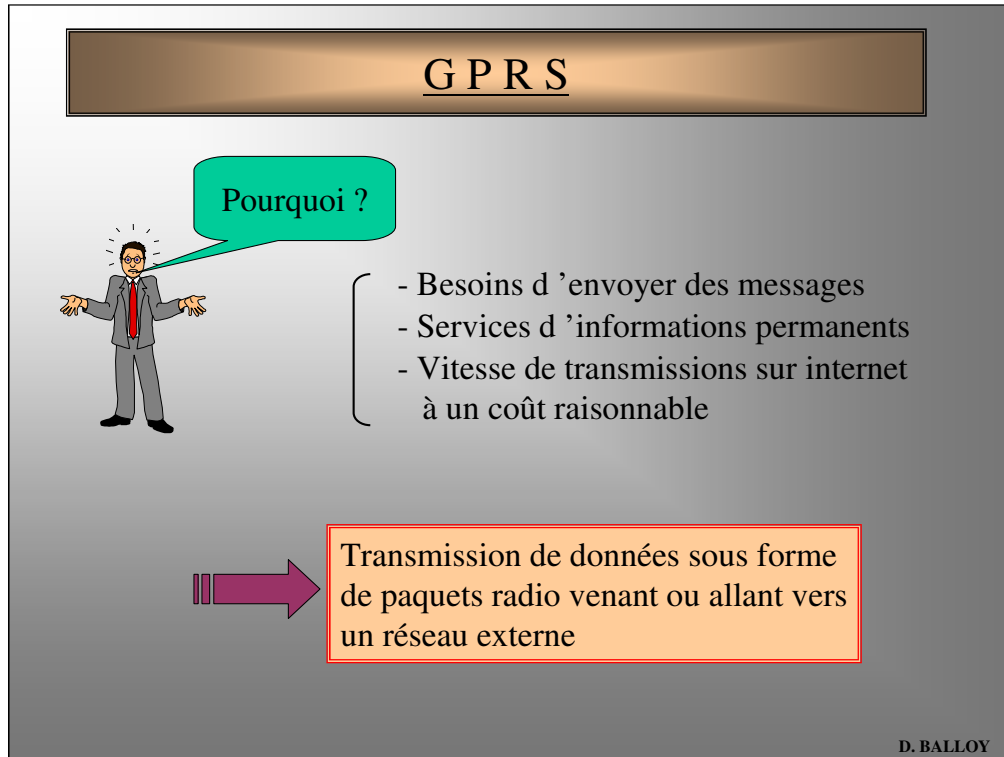 G P R S
Pourquoi ?
- Besoins d ’envoyer des messages
- Services d ’informations permanents
- Vitesse de transmissions sur internet
à un coût raisonnable
Transmission de données sous forme
de paquets radio venant ou allant vers
un réseau externe
D. BALLOY